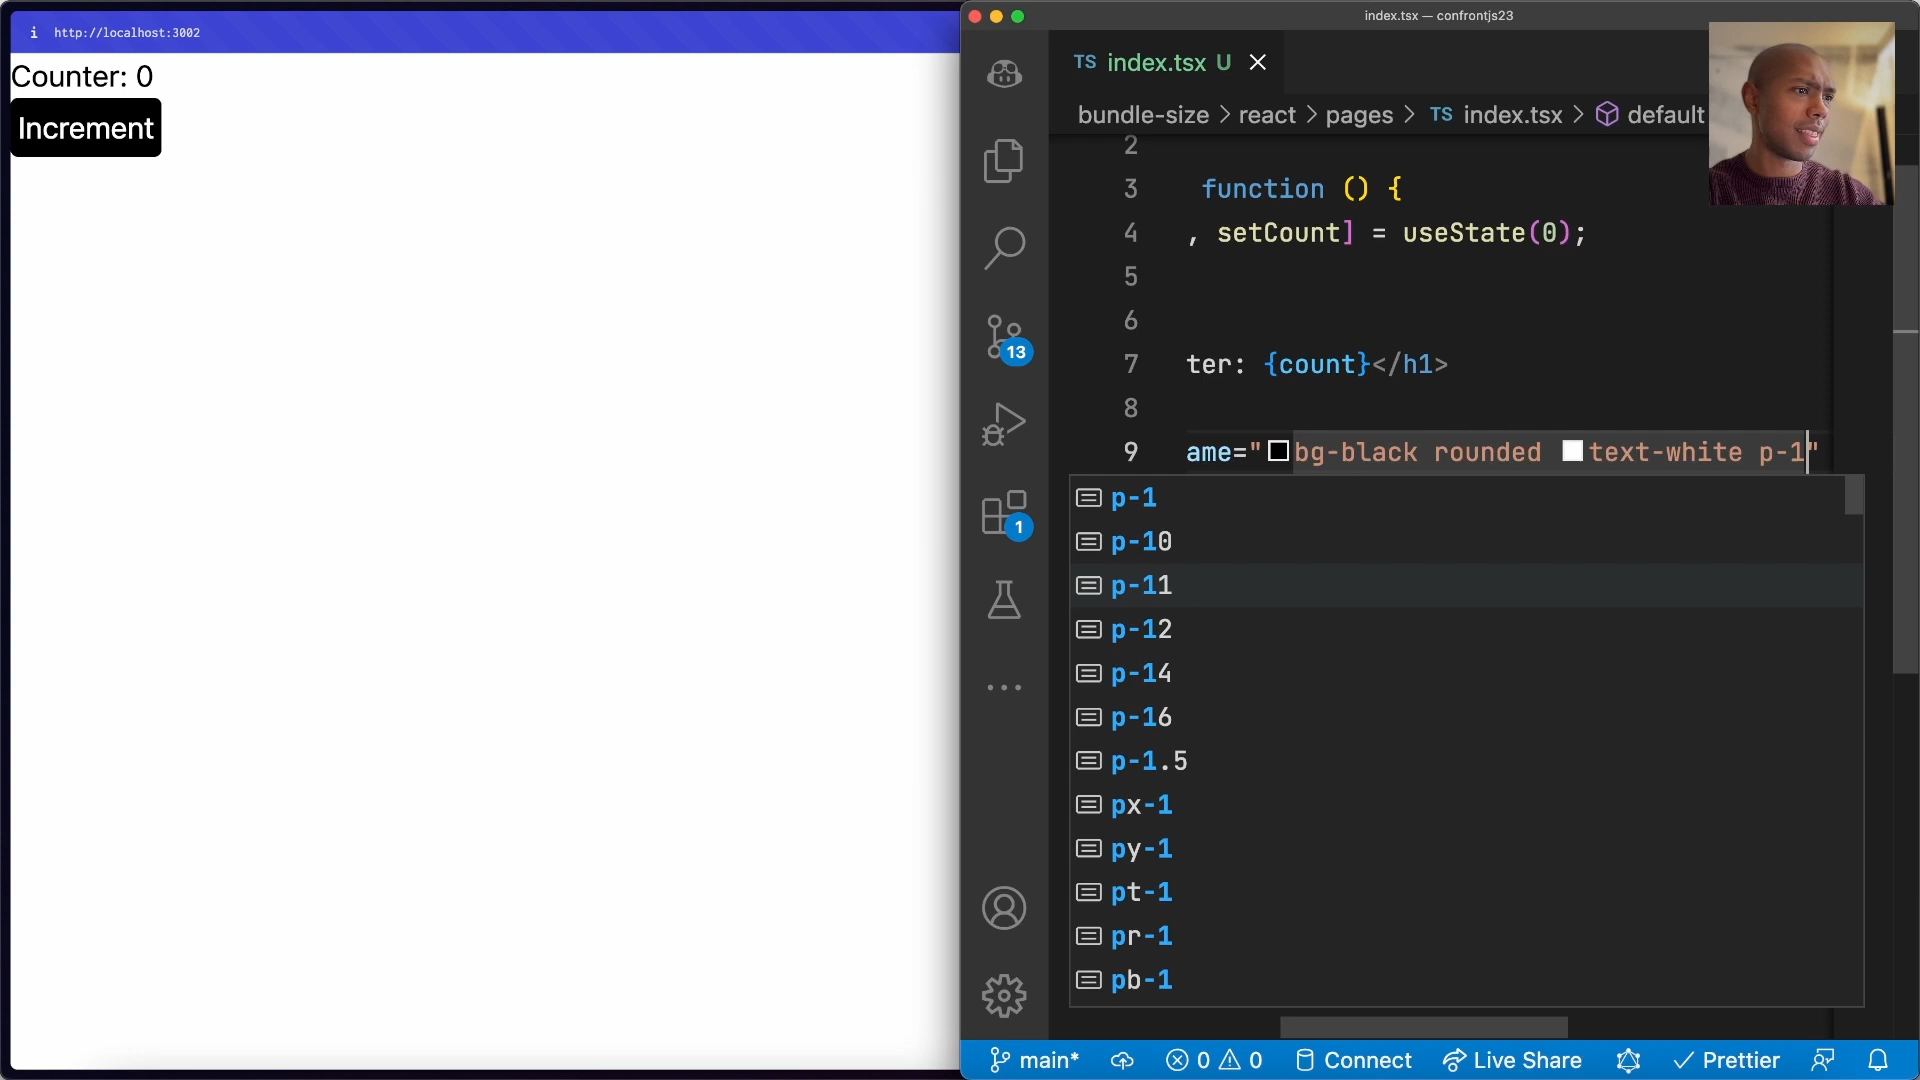 i http://localhost:3002
Counter: 0
Increment
index.tsx — confrontjs23
TS index.tsx U
bundle-size > react > pages > TS index.tsx > default
2
3 function () {
4 , setCount] = useState(0);
5
6
7 ter: {count}</h1>
8
9 ame="bg-black rounded text-white p-1"
p-1
p-10
p-11
p-12
p-14
p-16
p-1.5
px-1
py-1
pt-1
pr-1
pb-1
13
1
main* 0 0 Connect Live Share Prettier